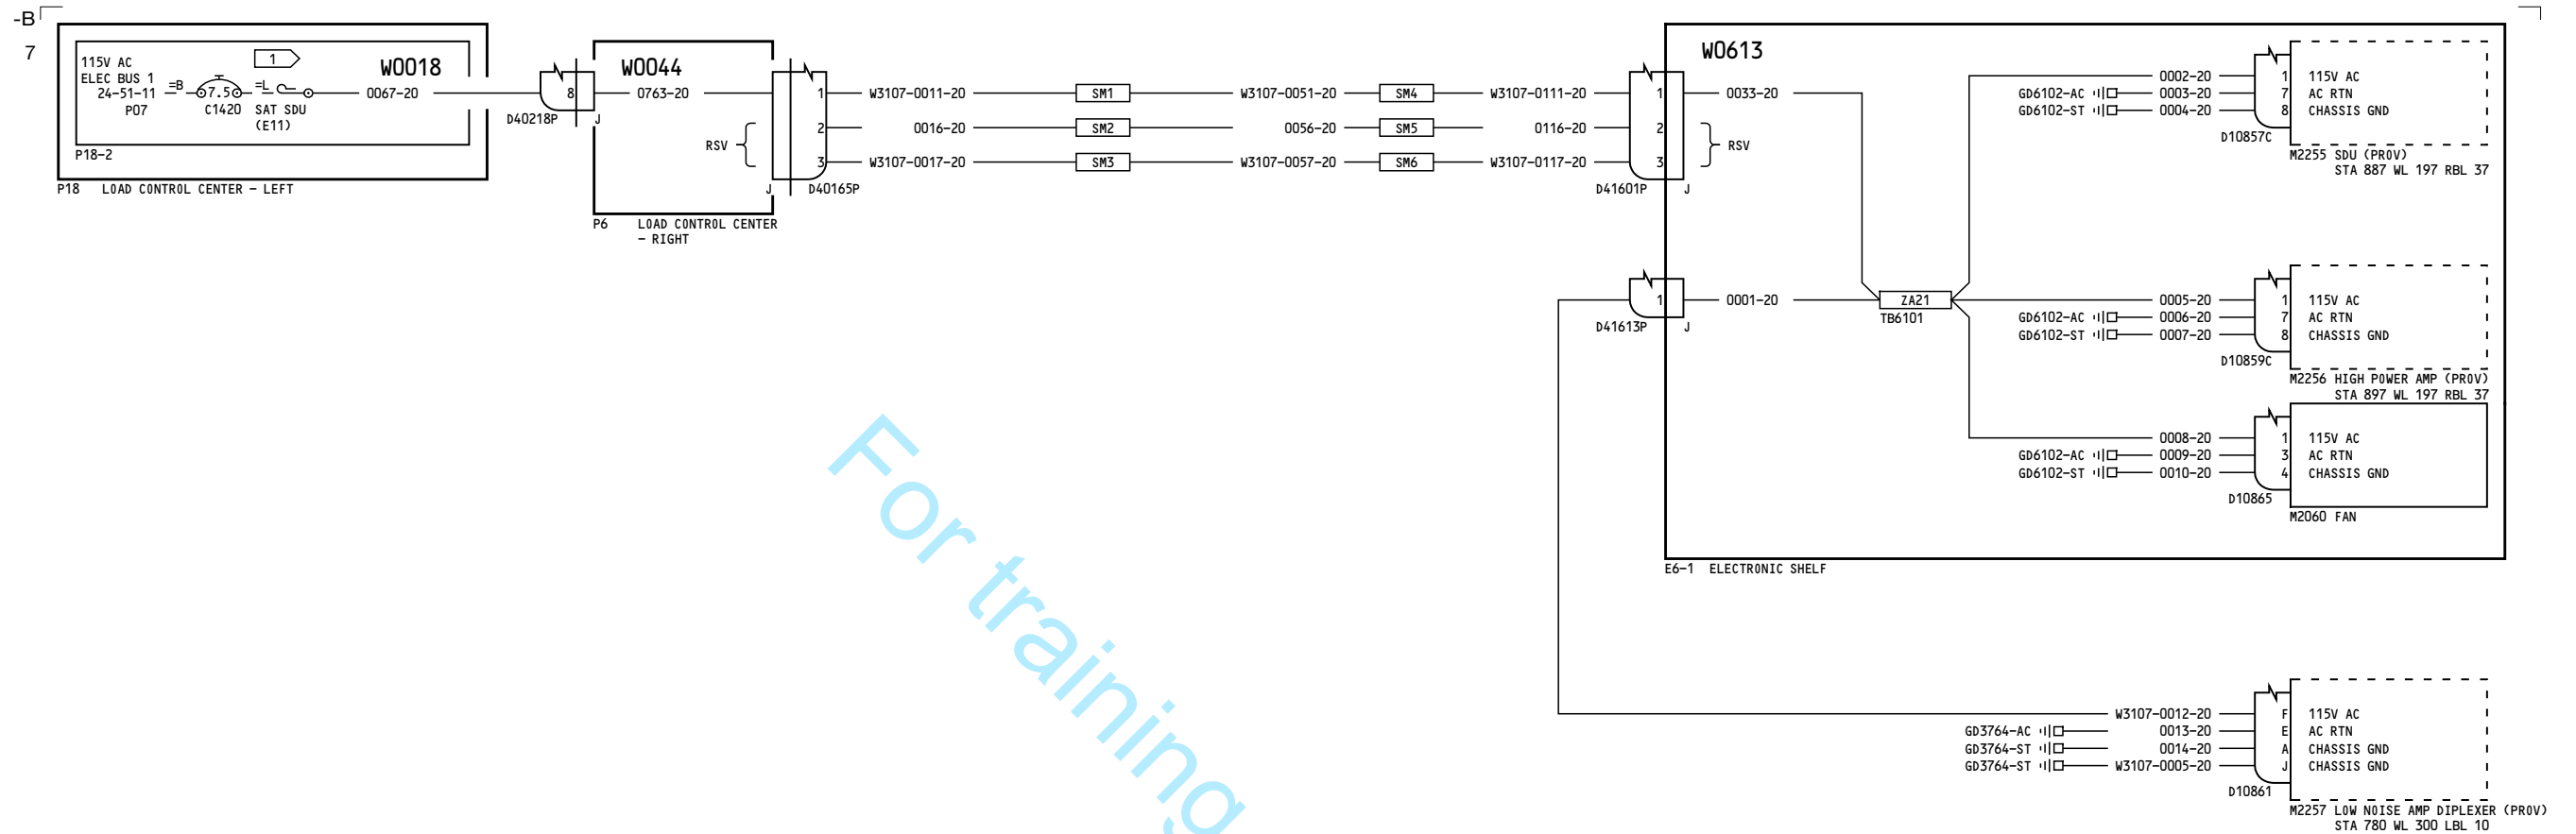 -B
7
115V AC
ELEC BUS 1
24-51-11
P07
=B
7.5
C1420
=L
SAT SDU
(E11)
1
W0018
0067-20
P18-2
P18 LOAD CONTROL CENTER - LEFT
D40218P
8
J
W0044
0763-20
RSV
J
P6 LOAD CONTROL CENTER
- RIGHT
1
2
3
D40165P
W3107-0011-20 SM1 W3107-0051-20 SM4 W3107-0111-20
0016-20 SM2 0056-20 SM5 0116-20
W3107-0017-20 SM3 W3107-0057-20 SM6 W3107-0117-20
1
2
3
D41601P
J
RSV
W0613
0033-20
1
D41613P
J
0001-20
ZA21
TB6101
0002-20 1 115V AC
GD6102-AC 0003-20 7 AC RTN
GD6102-ST 0004-20 8 CHASSIS GND
D10857C
M2255 SDU (PROV)
STA 887 WL 197 RBL 37
0005-20 1 115V AC
GD6102-AC 0006-20 7 AC RTN
GD6102-ST 0007-20 8 CHASSIS GND
D10859C
M2256 HIGH POWER AMP (PROV)
STA 897 WL 197 RBL 37
0008-20 1 115V AC
GD6102-AC 0009-20 3 AC RTN
GD6102-ST 0010-20 4 CHASSIS GND
D10865
M2060 FAN
E6-1 ELECTRONIC SHELF
W3107-0012-20 F 115V AC
GD3764-AC 0013-20 E AC RTN
GD3764-ST 0014-20 A CHASSIS GND
GD3764-ST W3107-0005-20 J CHASSIS GND
D10861
M2257 LOW NOISE AMP DIPLEXER (PROV)
STA 780 WL 300 LBL 10
For training